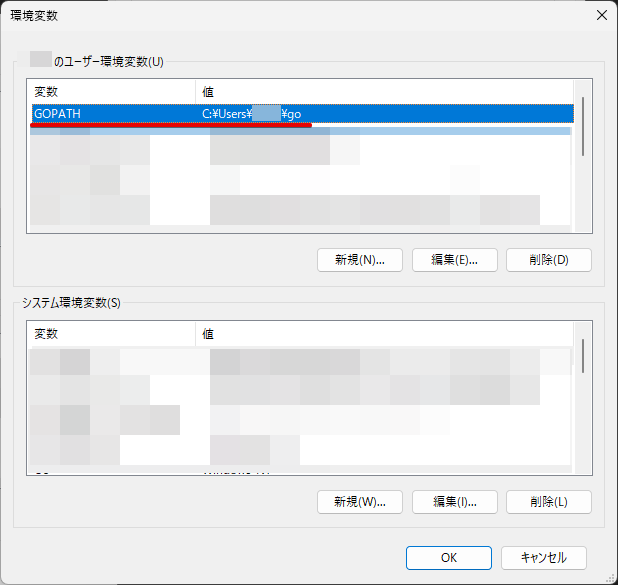 環境変数
のユーザー環境変数(U)
変数 値
GOPATH C:¥Users¥ ¥go
新規(N)... 編集(E)... 削除(D)
システム環境変数(S)
変数 値
新規(W)... 編集(I)... 削除(L)
OK キャンセル